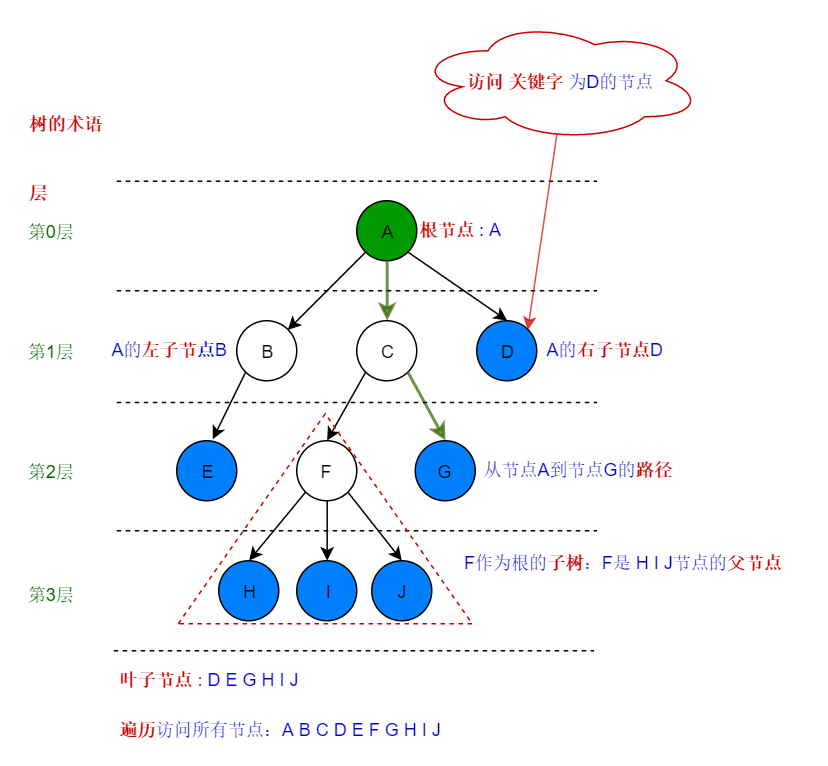 访问 关键字 为D的节点
树的术语
层
第0层
A
根节点 : A
第1层
A的左子节点B
B
C
D
A的右子节点D
第2层
E
F
G
从节点A到节点G的路径
F作为根的子树：F是 H I J节点的父节点
第3层
H
I
J
叶子节点 : D E G H I J
遍历访问所有节点：A B C D E F G H I J